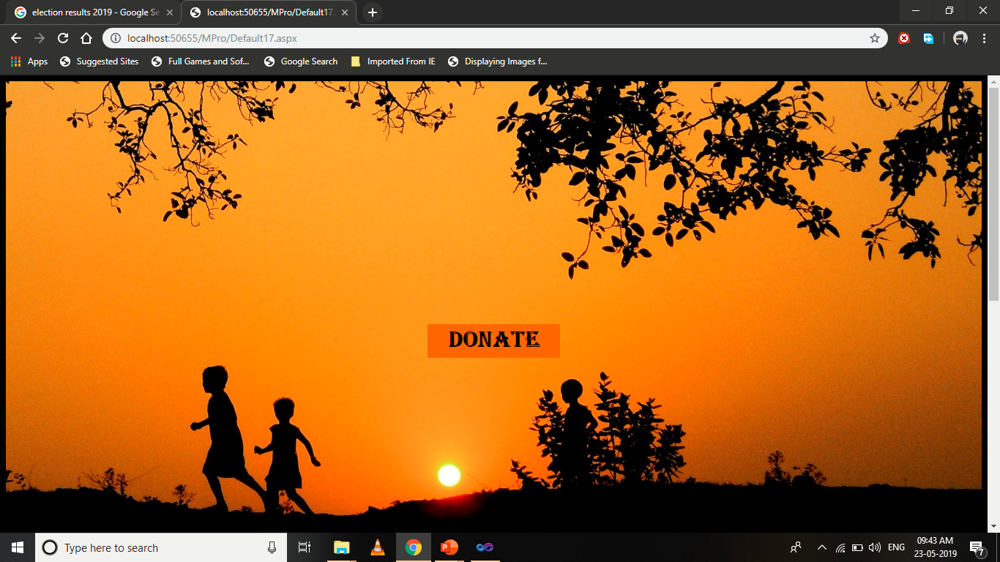 election results 2019 - Google Se
localhost:50655/MPro/Default17.
localhost:50655/MPro/Default17.aspx
Apps
Suggested Sites
Full Games and Sof...
Google Search
Imported From IE
Displaying Images f...
DONATE
Type here to search
ENG
09:43 AM
23-05-2019
7